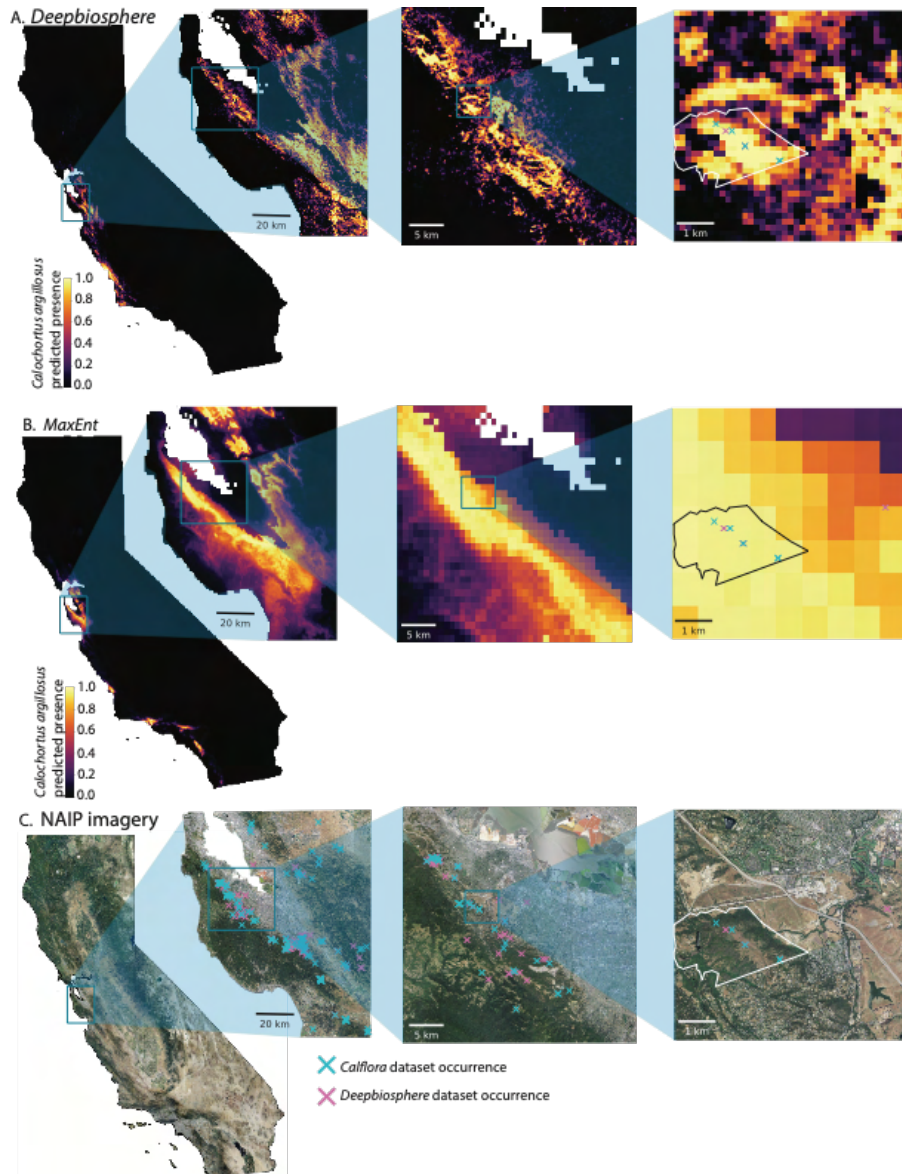 A. Deepbiosphere
20 km
5 km
1 km
Calochortus argillosus
predicted presence
1.0
0.8
0.6
0.4
0.2
0.0
B. MaxEnt
20 km
5 km
1 km
Calochortus argillosus
predicted presence
1.0
0.8
0.6
0.4
0.2
0.0
C. NAIP imagery
20 km
5 km
1 km
Calflora dataset occurrence
Deepbiosphere dataset occurrence